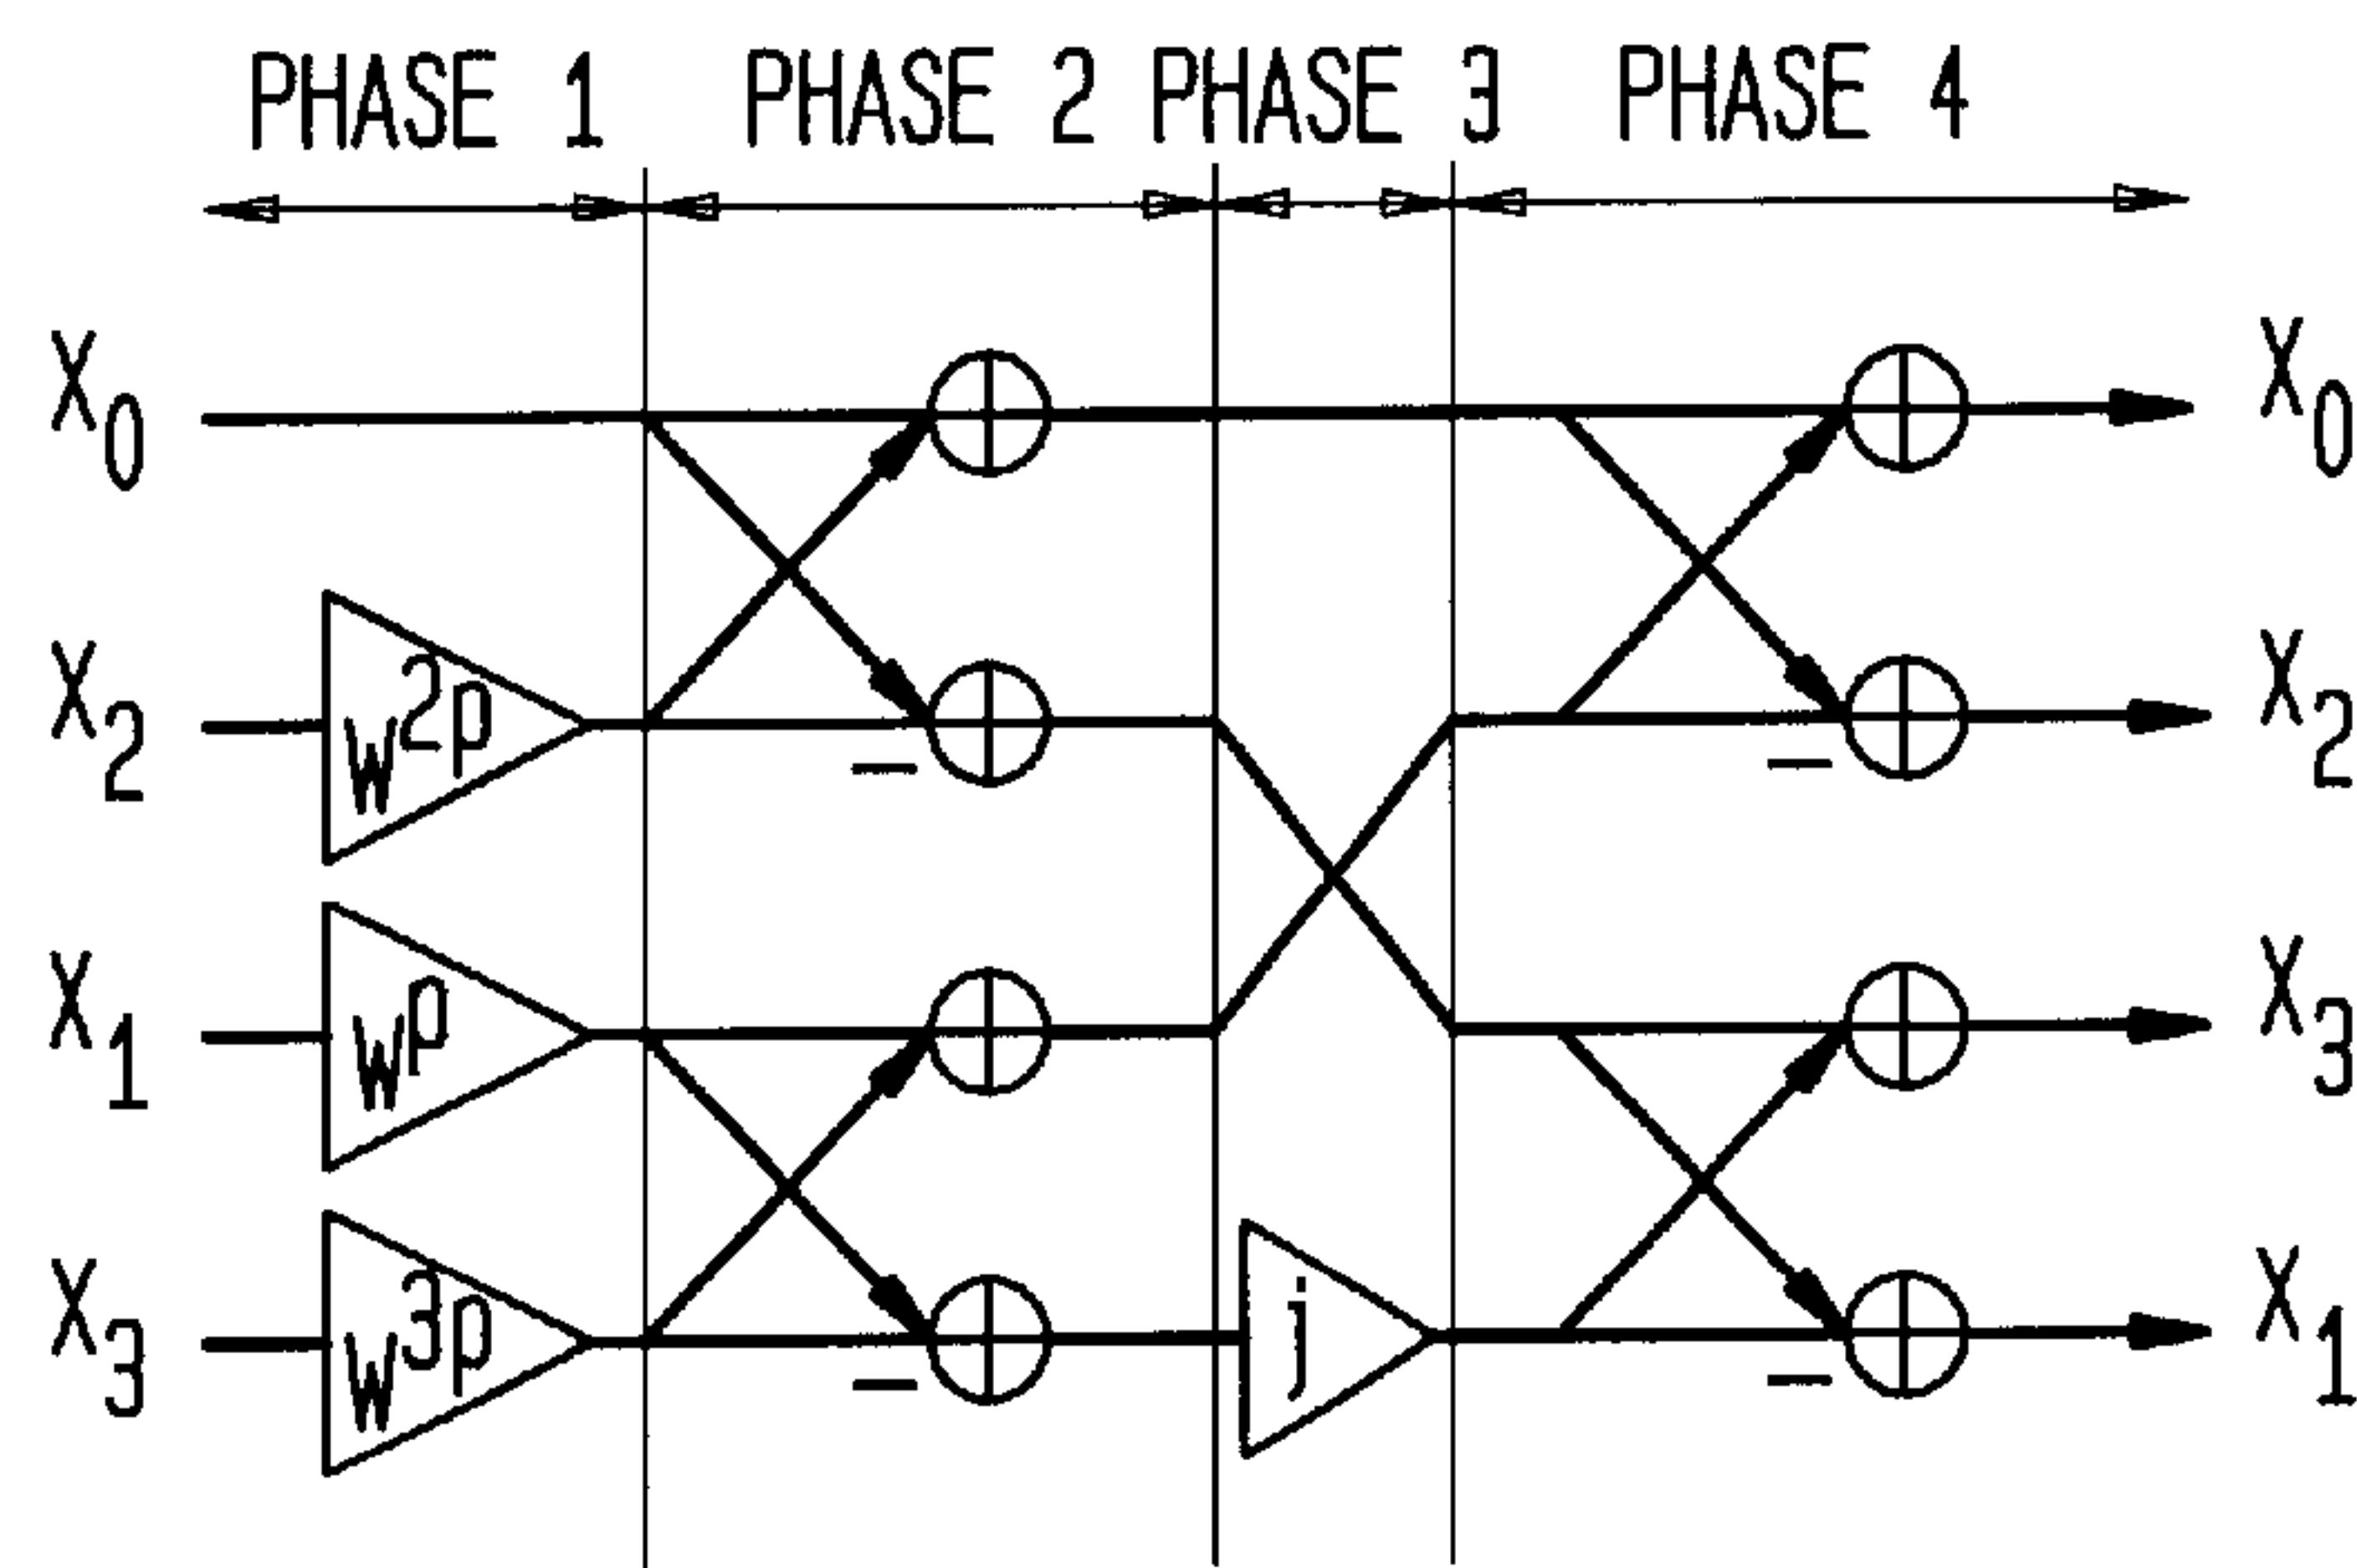 PHASE 1 PHASE 2 PHASE 3 PHASE 4
X0 X0
X2 W2p X2
X1 Wp X3
X3 W3p j X1